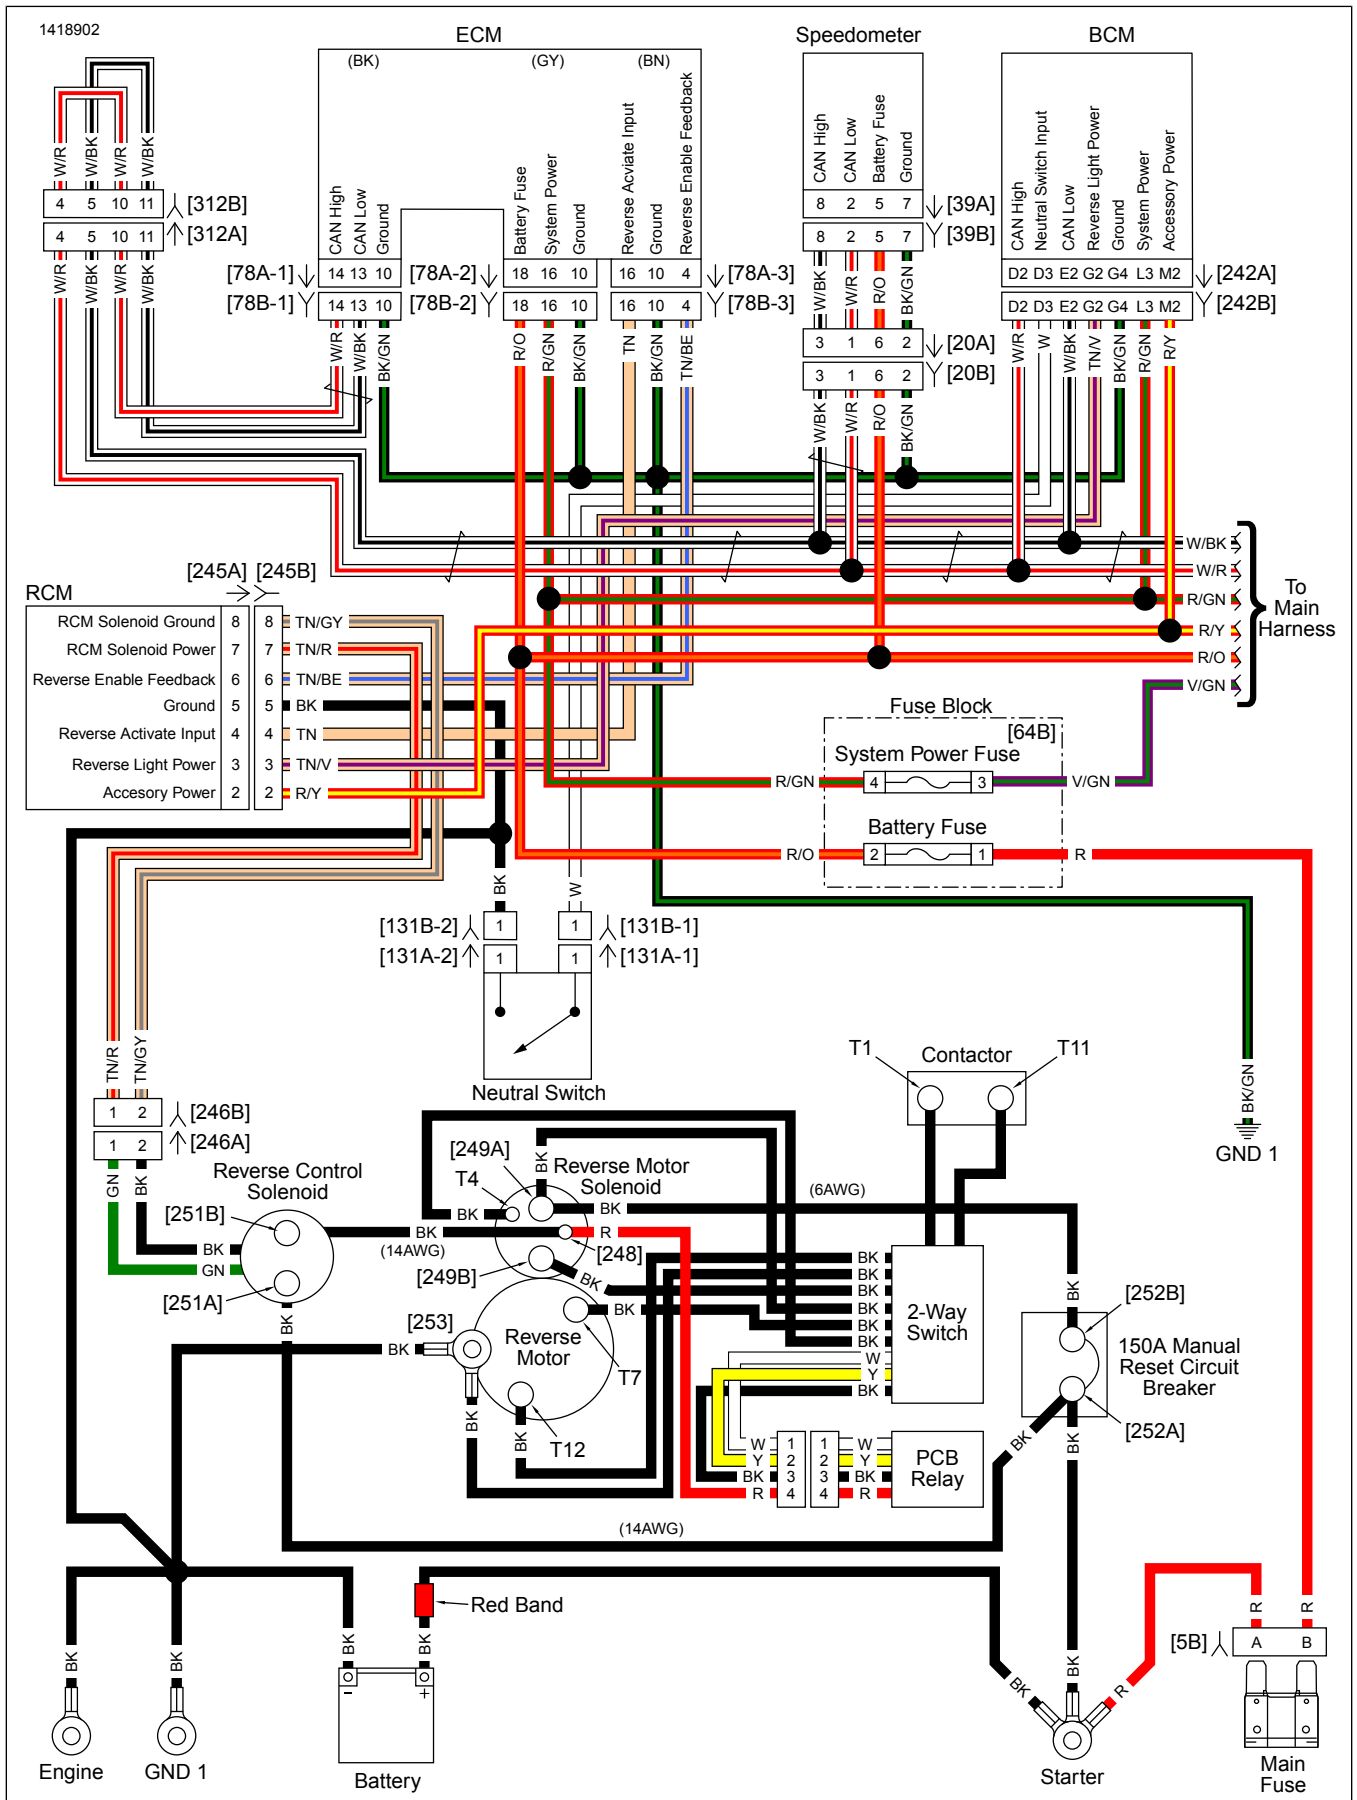 1418902
ECM
Speedometer
BCM
(BK)
(GY)
(BN)
CAN High
CAN Low
Ground
Battery Fuse
System Power
Ground
Reverse Acviate Input
Ground
Reverse Enable Feedback
CAN High
CAN Low
Battery Fuse
Ground
CAN High
Neutral Switch Input
CAN Low
Reverse Light Power
Ground
System Power
Accessory Power
W/R
W/BK
W/R
W/BK
4 5 10 11
[312B]
4 5 10 11
[312A]
W/R
W/BK
W/R
W/BK
[78A-1]
14 13 10
[78A-2]
18 16 10
16 10 4
[78A-3]
[78B-1]
14 13 10
[78B-2]
18 16 10
16 10 4
[78B-3]
8 2 5 7
[39A]
8 2 5 7
[39B]
D2 D3 E2 G2 G4 L3 M2
[242A]
D2 D3 E2 G2 G4 L3 M2
[242B]
W/R
W/BK
BK/GN
R/O
R/GN
BK/GN
TN
BK/GN
TN/BE
W/BK
W/R
R/O
BK/GN
3 1 6 2
[20A]
3 1 6 2
[20B]
W/BK
W/R
R/O
BK/GN
W/R
W
W/BK
TN/V
BK/GN
R/GN
R/Y
W/BK
W/R
R/GN
R/Y
R/O
V/GN
To
Main
Harness
[245A] [245B]
RCM
RCM Solenoid Ground 8 8 TN/GY
RCM Solenoid Power 7 7 TN/R
Reverse Enable Feedback 6 6 TN/BE
Ground 5 5 BK
Reverse Activate Input 4 4 TN
Reverse Light Power 3 3 TN/V
Accesory Power 2 2 R/Y
Fuse Block
[64B]
System Power Fuse
R/GN 4 3 V/GN
Battery Fuse
R/O 2 1 R
BK
W
[131B-2] 1 1 [131B-1]
[131A-2] 1 1 [131A-1]
Neutral Switch
TN/R
TN/GY
1 2 [246B]
1 2 [246A]
GN
BK
T1
Contactor
T11
BK/GN
GND 1
Reverse Control
Solenoid
[251B]
BK
GN
[251A]
BK
[249A]
T4
BK
BK
Reverse Motor
Solenoid
BK
(6AWG)
BK
(14AWG)
R
[248]
[249B]
BK
[253]
BK
Reverse
Motor
BK
T7
T12
BK
BK
BK
BK
BK
BK
BK
BK
W
Y
BK
2-Way
Switch
BK
[252B]
150A Manual
Reset Circuit
Breaker
[252A]
BK
BK
W 1 1 W
Y 2 2 Y
BK 3 3 BK
R 4 4 R
PCB
Relay
(14AWG)
Red Band
BK
BK
BK
BK
- +
BK
BK
R
[5B]
R
R
A B
Engine
GND 1
Battery
Starter
Main
Fuse